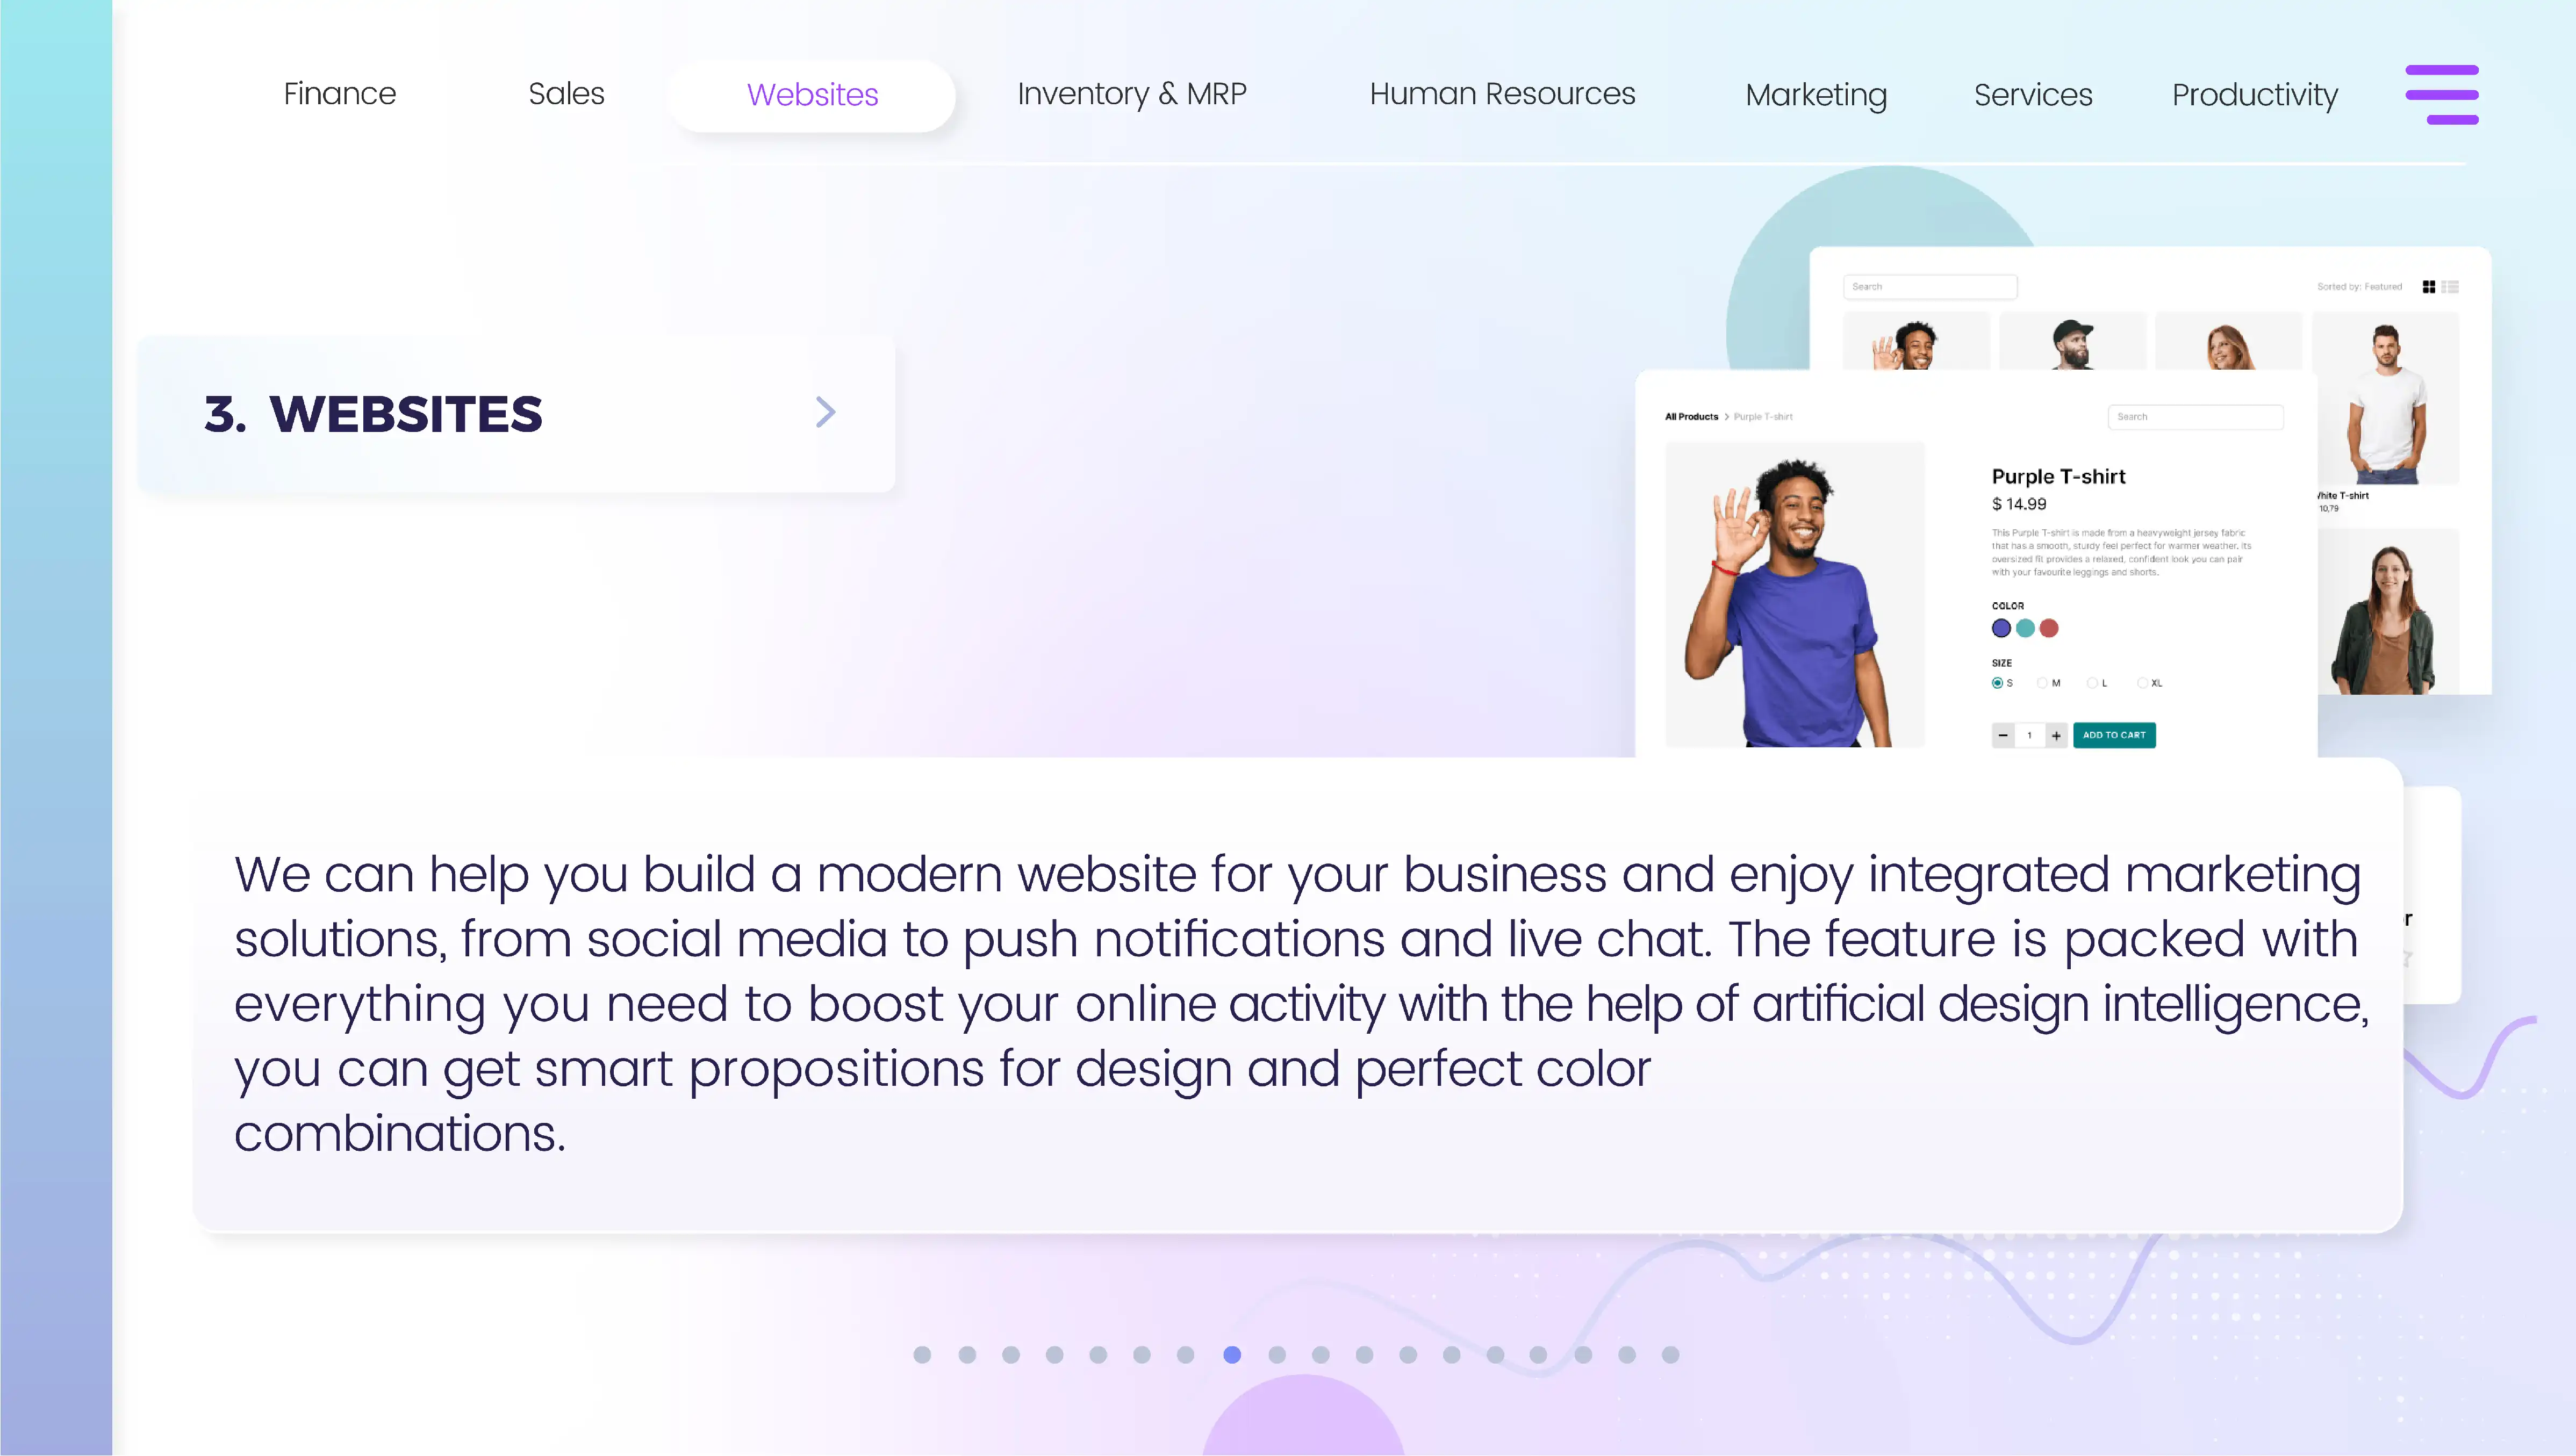 Finance Sales Websites Inventory & MRP Human Resources Marketing Services Productivity
3. WEBSITES
Search
Sorted by: Featured
White T-shirt
10,79
All Products > Purple T-shirt
Search
Purple T-shirt
$ 14.99
This Purple T-shirt is made from a heavyweight jersey fabric
that has a smooth, sturdy feel perfect for warmer weather. Its
oversized fit provides a relaxed, confident look you can pair
with your favourite leggings and shorts.
COLOR
SIZE
S M L XL
− 1 + ADD TO CART
We can help you build a modern website for your business and enjoy integrated marketing
solutions, from social media to push notifications and live chat. The feature is packed with
everything you need to boost your online activity with the help of artificial design intelligence,
you can get smart propositions for design and perfect color
combinations.